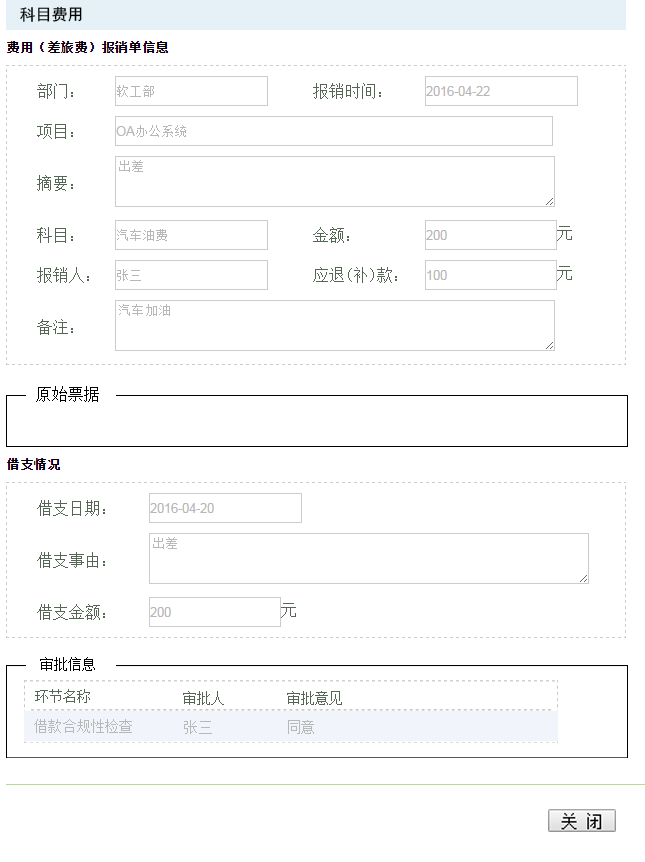 科目费用
费用（差旅费）报销单信息
部门： 软工部 报销时间： 2016-04-22
项目： OA办公系统
摘要： 出差
科目： 汽车油费 金额： 200 元
报销人： 张三 应退(补)款： 100 元
备注： 汽车加油
原始票据
借支情况
借支日期： 2016-04-20
借支事由： 出差
借支金额： 200 元
审批信息
环节名称 审批人 审批意见
借款合规性检查 张三 同意
关 闭